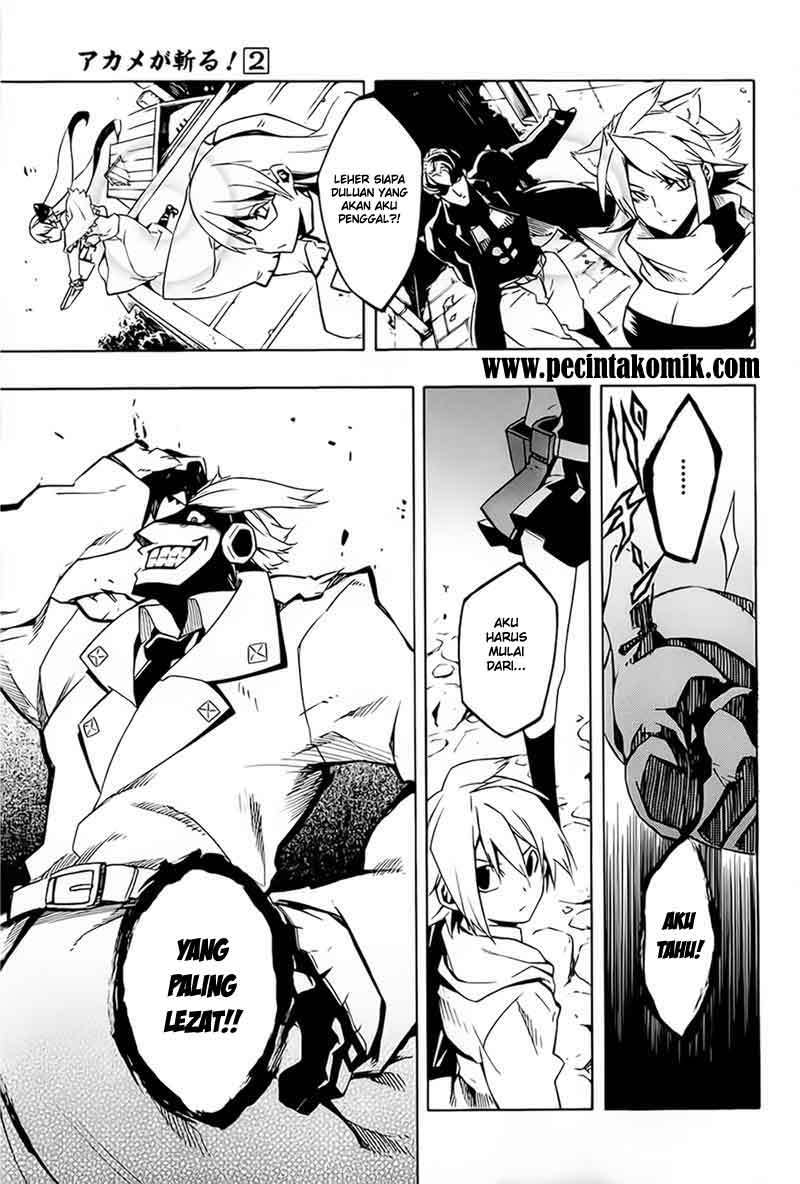 アカメが斬る! 2
LEHER SIAPA
DULUAN YANG
AKAN AKU
PENGGAL?!
www.pecintakomik.com
......
AKU
TAHU!
AKU
HARUS
MULAI
DARI...
YANG
PALING
LEZAT!!